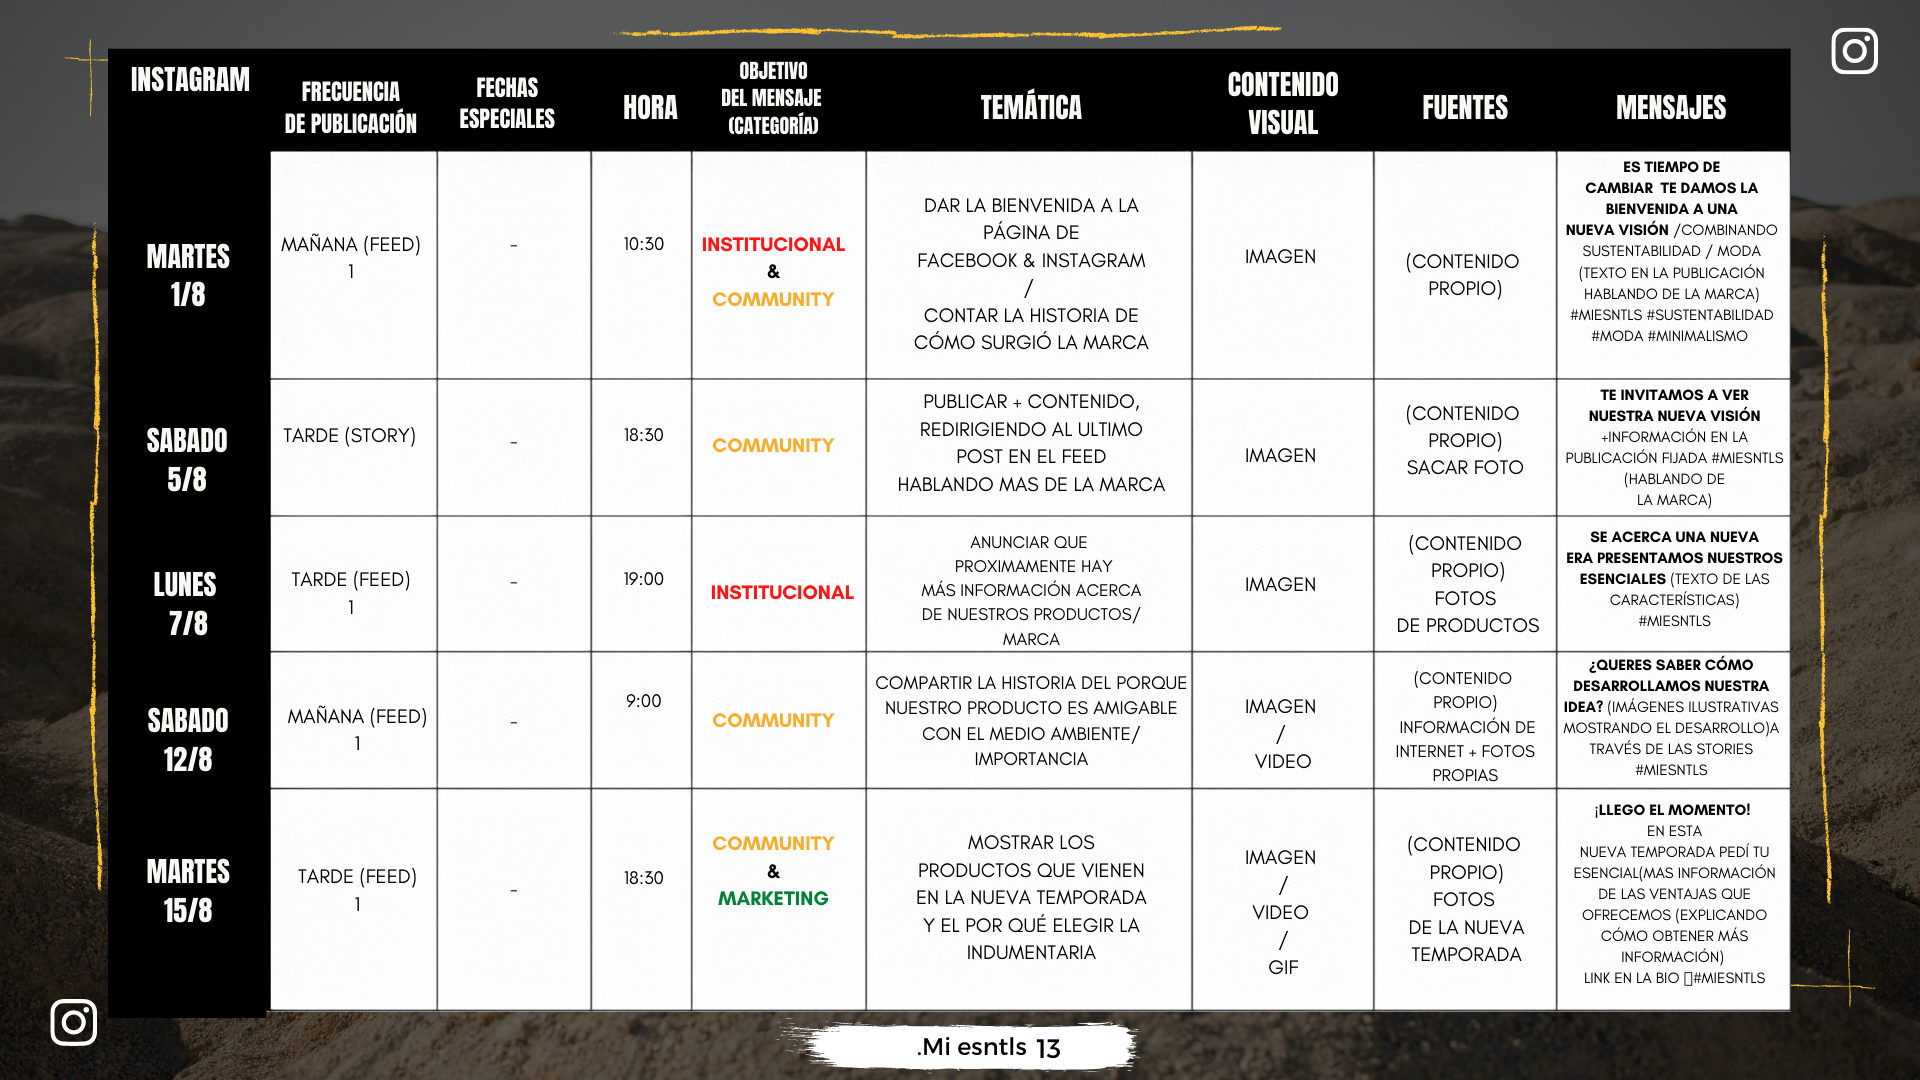 INSTAGRAM
FRECUENCIA
DE PUBLICACIÓN
FECHAS
ESPECIALES
HORA
OBJETIVO
DEL MENSAJE
(CATEGORÍA)
TEMÁTICA
CONTENIDO
VISUAL
FUENTES
MENSAJES
MARTES
1/8
MAÑANA (FEED)
1
-
10:30
INSTITUCIONAL
&
COMMUNITY
DAR LA BIENVENIDA A LA
PÁGINA DE
FACEBOOK & INSTAGRAM
/
CONTAR LA HISTORIA DE
CÓMO SURGIÓ LA MARCA
IMAGEN
(CONTENIDO
PROPIO)
ES TIEMPO DE
CAMBIAR TE DAMOS LA
BIENVENIDA A UNA
NUEVA VISIÓN /COMBINANDO
SUSTENTABILIDAD / MODA
(TEXTO EN LA PUBLICACIÓN
HABLANDO DE LA MARCA)
#MIESNTLS #SUSTENTABILIDAD
#MODA #MINIMALISMO
SABADO
5/8
TARDE (STORY)
-
18:30
COMMUNITY
PUBLICAR + CONTENIDO,
REDIRIGIENDO AL ULTIMO
POST EN EL FEED
HABLANDO MAS DE LA MARCA
IMAGEN
(CONTENIDO
PROPIO)
SACAR FOTO
TE INVITAMOS A VER
NUESTRA NUEVA VISIÓN
+INFORMACIÓN EN LA
PUBLICACIÓN FIJADA #MIESNTLS
(HABLANDO DE
LA MARCA)
LUNES
7/8
TARDE (FEED)
1
-
19:00
INSTITUCIONAL
ANUNCIAR QUE
PROXIMAMENTE HAY
MÁS INFORMACIÓN ACERCA
DE NUESTROS PRODUCTOS/
MARCA
IMAGEN
(CONTENIDO
PROPIO)
FOTOS
DE PRODUCTOS
SE ACERCA UNA NUEVA
ERA PRESENTAMOS NUESTROS
ESENCIALES (TEXTO DE LAS
CARACTERÍSTICAS)
#MIESNTLS
SABADO
12/8
MAÑANA (FEED)
1
-
9:00
COMMUNITY
COMPARTIR LA HISTORIA DEL PORQUE
NUESTRO PRODUCTO ES AMIGABLE
CON EL MEDIO AMBIENTE/
IMPORTANCIA
IMAGEN
/
VIDEO
(CONTENIDO
PROPIO)
INFORMACIÓN DE
INTERNET + FOTOS
PROPIAS
¿QUERES SABER CÓMO
DESARROLLAMOS NUESTRA
IDEA? (IMÁGENES ILUSTRATIVAS
MOSTRANDO EL DESARROLLO)A
TRAVÉS DE LAS STORIES
#MIESNTLS
MARTES
15/8
TARDE (FEED)
1
-
18:30
COMMUNITY
&
MARKETING
MOSTRAR LOS
PRODUCTOS QUE VIENEN
EN LA NUEVA TEMPORADA
Y EL POR QUÉ ELEGIR LA
INDUMENTARIA
IMAGEN
/
VIDEO
/
GIF
(CONTENIDO
PROPIO)
FOTOS
DE LA NUEVA
TEMPORADA
¡LLEGO EL MOMENTO!
EN ESTA
NUEVA TEMPORADA PEDÍ TU
ESENCIAL(MAS INFORMACIÓN
DE LAS VENTAJAS QUE
OFRECEMOS (EXPLICANDO
CÓMO OBTENER MÁS
INFORMACIÓN)
LINK EN LA BIO #MIESNTLS
.Mi esntls 13